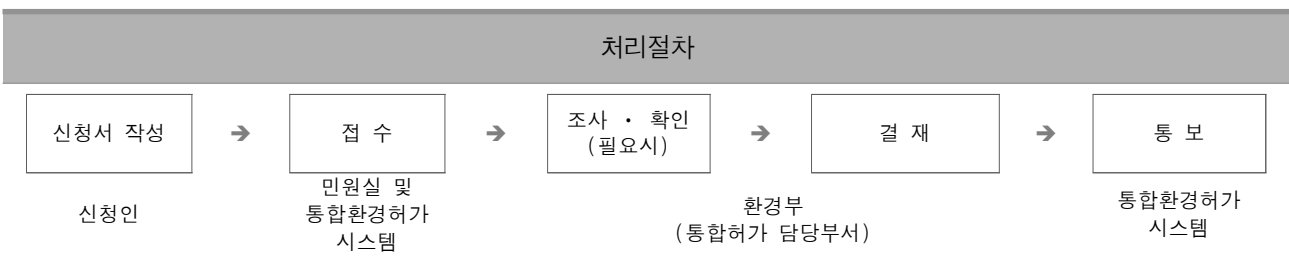 처리절차
신청서 작성 ➔ 접 수 ➔ 조사 · 확인
(필요시) ➔ 결 재 ➔ 통 보
신청인
민원실 및
통합환경허가
시스템
환경부
(통합허가 담당부서)
통합환경허가
시스템